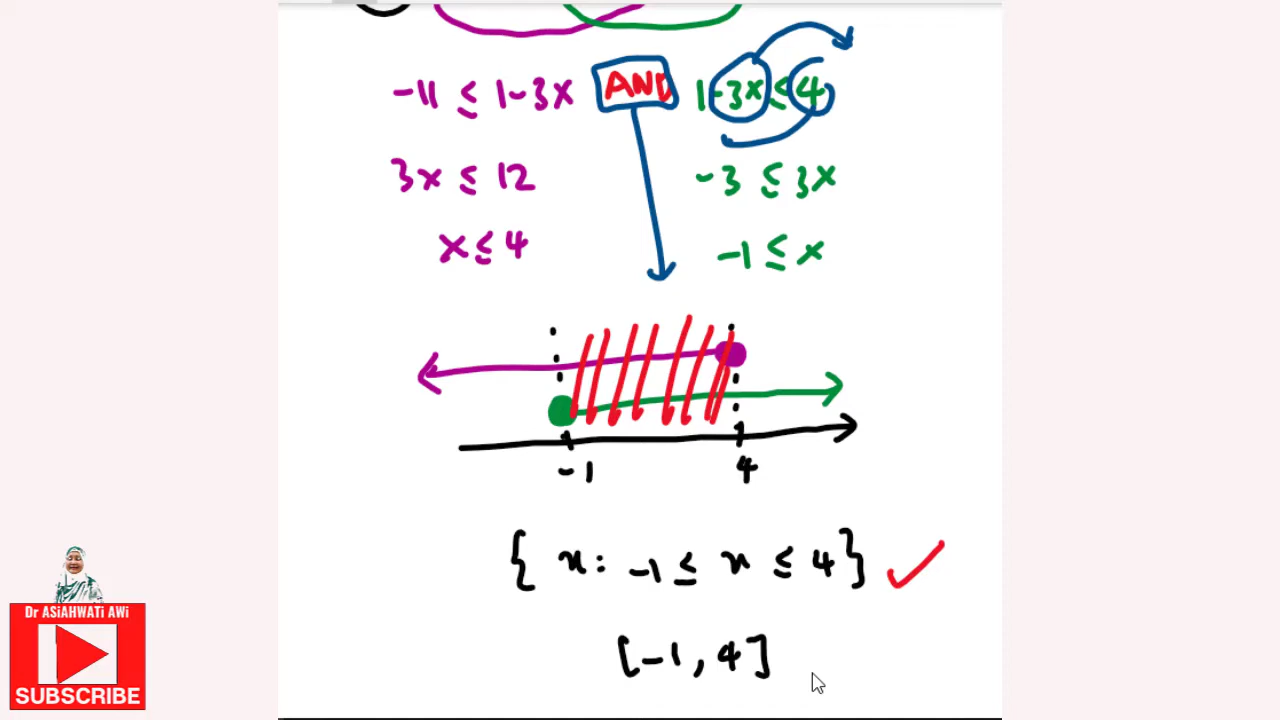 -11 ≤ 1-3x AND 1-3x ≤ 4
3x ≤ 12 -3 ≤ 3x
x ≤ 4 -1 ≤ x
-1 4
{ x: -1 ≤ x ≤ 4}
[-1, 4]
Dr ASiAHWATi AWi
SUBSCRIBE